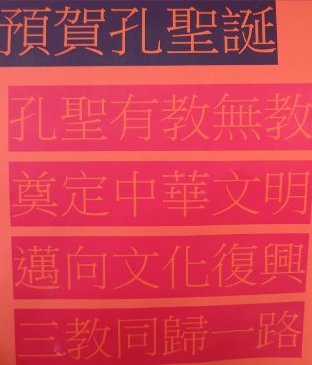 預賀孔聖誕
孔聖有教無教
奠定中華文明
邁向文化復興
三教同歸一路